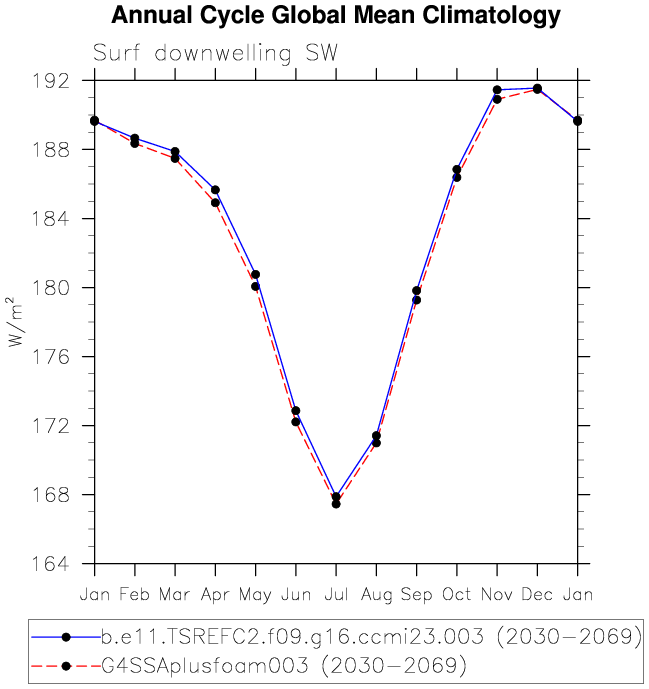 Annual Cycle Global Mean Climatology
Surf downwelling SW
192
188
184
180
176
172
168
164
W/m²
Jan Feb Mar Apr May Jun Jul Aug Sep Oct Nov Dec Jan
b.e11.TSREFC2.f09.g16.ccmi23.003 (2030-2069)
G4SSAplusfoam003 (2030-2069)